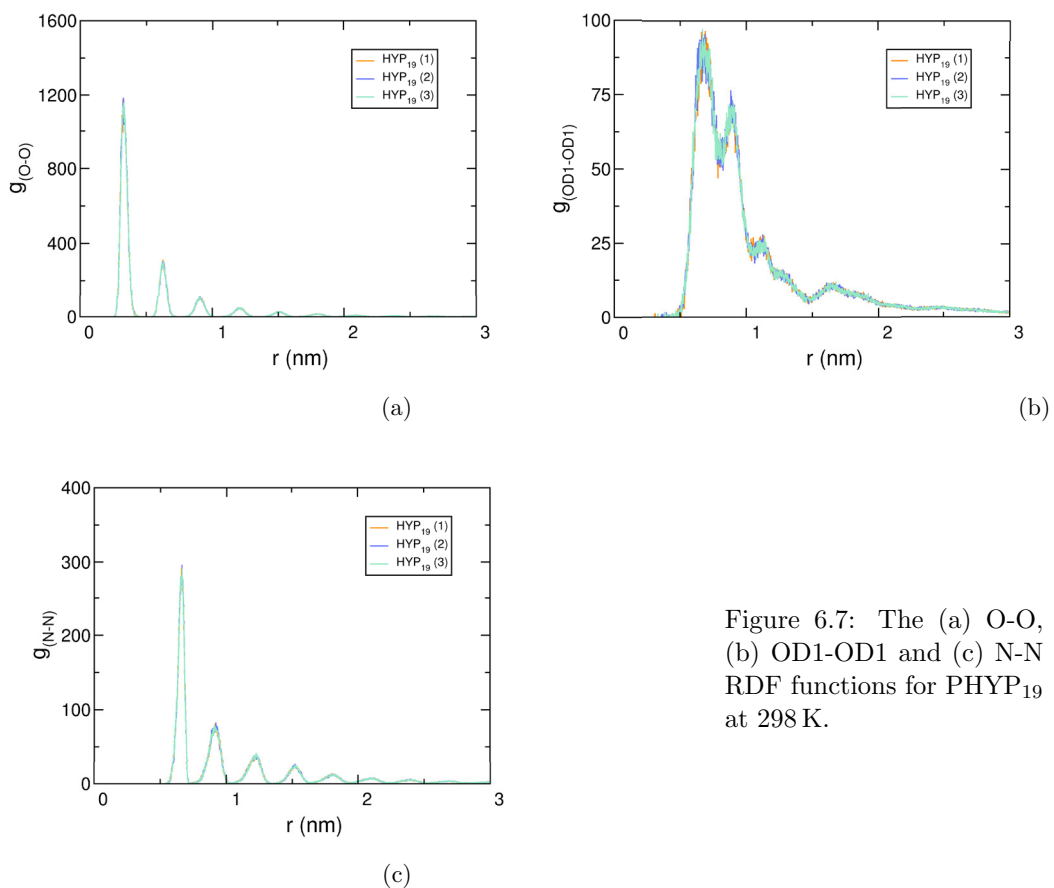 1600
1200
800
400
0
g(O-O)
HYP19 (1)
HYP19 (2)
HYP19 (3)
0 1 2 3
r (nm)
(a)
100
75
50
25
0
g(OD1-OD1)
HYP19 (1)
HYP19 (2)
HYP19 (3)
0 1 2 3
r (nm)
(b)
400
300
200
100
0
g(N-N)
HYP19 (1)
HYP19 (2)
HYP19 (3)
0 1 2 3
r (nm)
(c)
Figure 6.7: The (a) O-O,
(b) OD1-OD1 and (c) N-N
RDF functions for PHYP19
at 298 K.